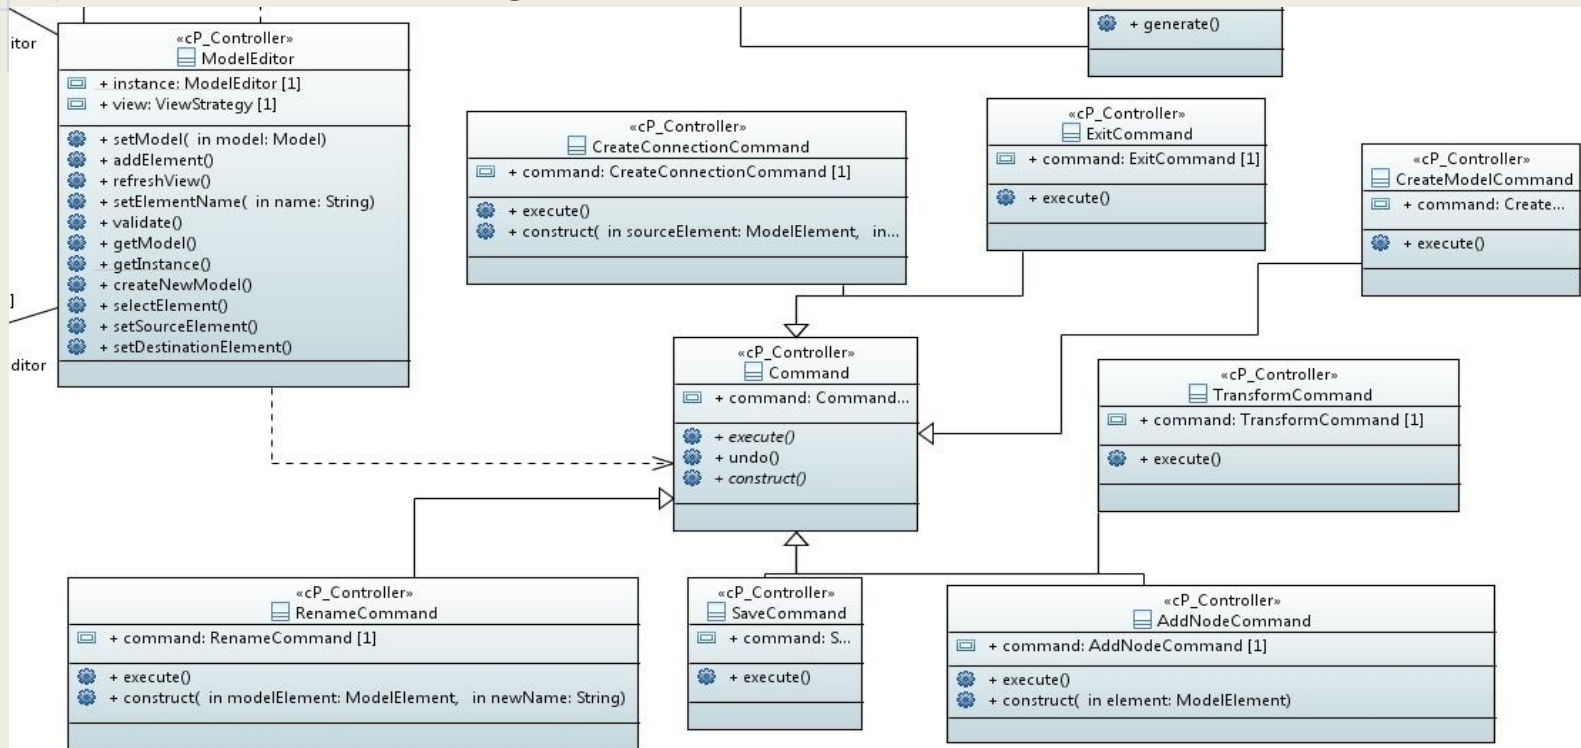 itor
«cP_Controller»
ModelEditor
+ instance: ModelEditor [1]
+ view: ViewStrategy [1]
+ setModel( in model: Model)
+ addElement()
+ refreshView()
+ setElementName( in name: String)
+ validate()
+ getModel()
+ getInstance()
+ createNewModel()
+ selectElement()
+ setSourceElement()
+ setDestinationElement()
]
ditor
+ generate()
«cP_Controller»
CreateConnectionCommand
+ command: CreateConnectionCommand [1]
+ execute()
+ construct( in sourceElement: ModelElement, in...
«cP_Controller»
ExitCommand
+ command: ExitCommand [1]
+ execute()
«cP_Controller»
CreateModelCommand
+ command: Create...
+ execute()
«cP_Controller»
Command
+ command: Command...
+ execute()
+ undo()
+ construct()
«cP_Controller»
TransformCommand
+ command: TransformCommand [1]
+ execute()
«cP_Controller»
RenameCommand
+ command: RenameCommand [1]
+ execute()
+ construct( in modelElement: ModelElement, in newName: String)
«cP_Controller»
SaveCommand
+ command: S...
+ execute()
«cP_Controller»
AddNodeCommand
+ command: AddNodeCommand [1]
+ execute()
+ construct( in element: ModelElement)